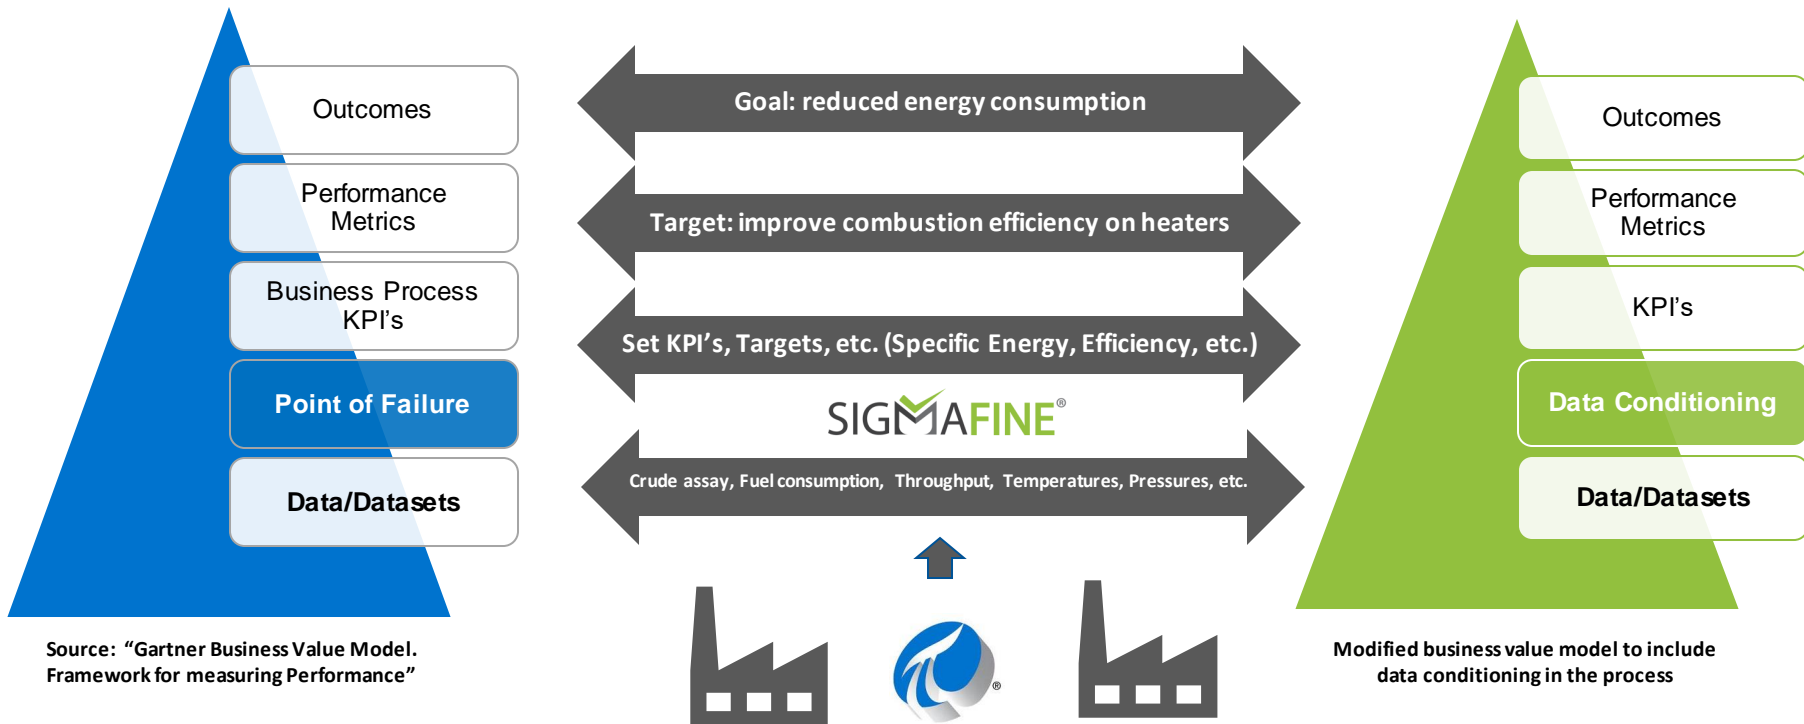 Outcomes
Performance
Metrics
Business Process
KPI's
Point of Failure
Data/Datasets
Source: “Gartner Business Value Model.
Framework for measuring Performance”
Goal: reduced energy consumption
Target: improve combustion efficiency on heaters
Set KPI's, Targets, etc. (Specific Energy, Efficiency, etc.)
SIGMAFINE®
Crude assay, Fuel consumption, Throughput, Temperatures, Pressures, etc.
®
Outcomes
Performance
Metrics
KPI's
Data Conditioning
Data/Datasets
Modified business value model to include
data conditioning in the process